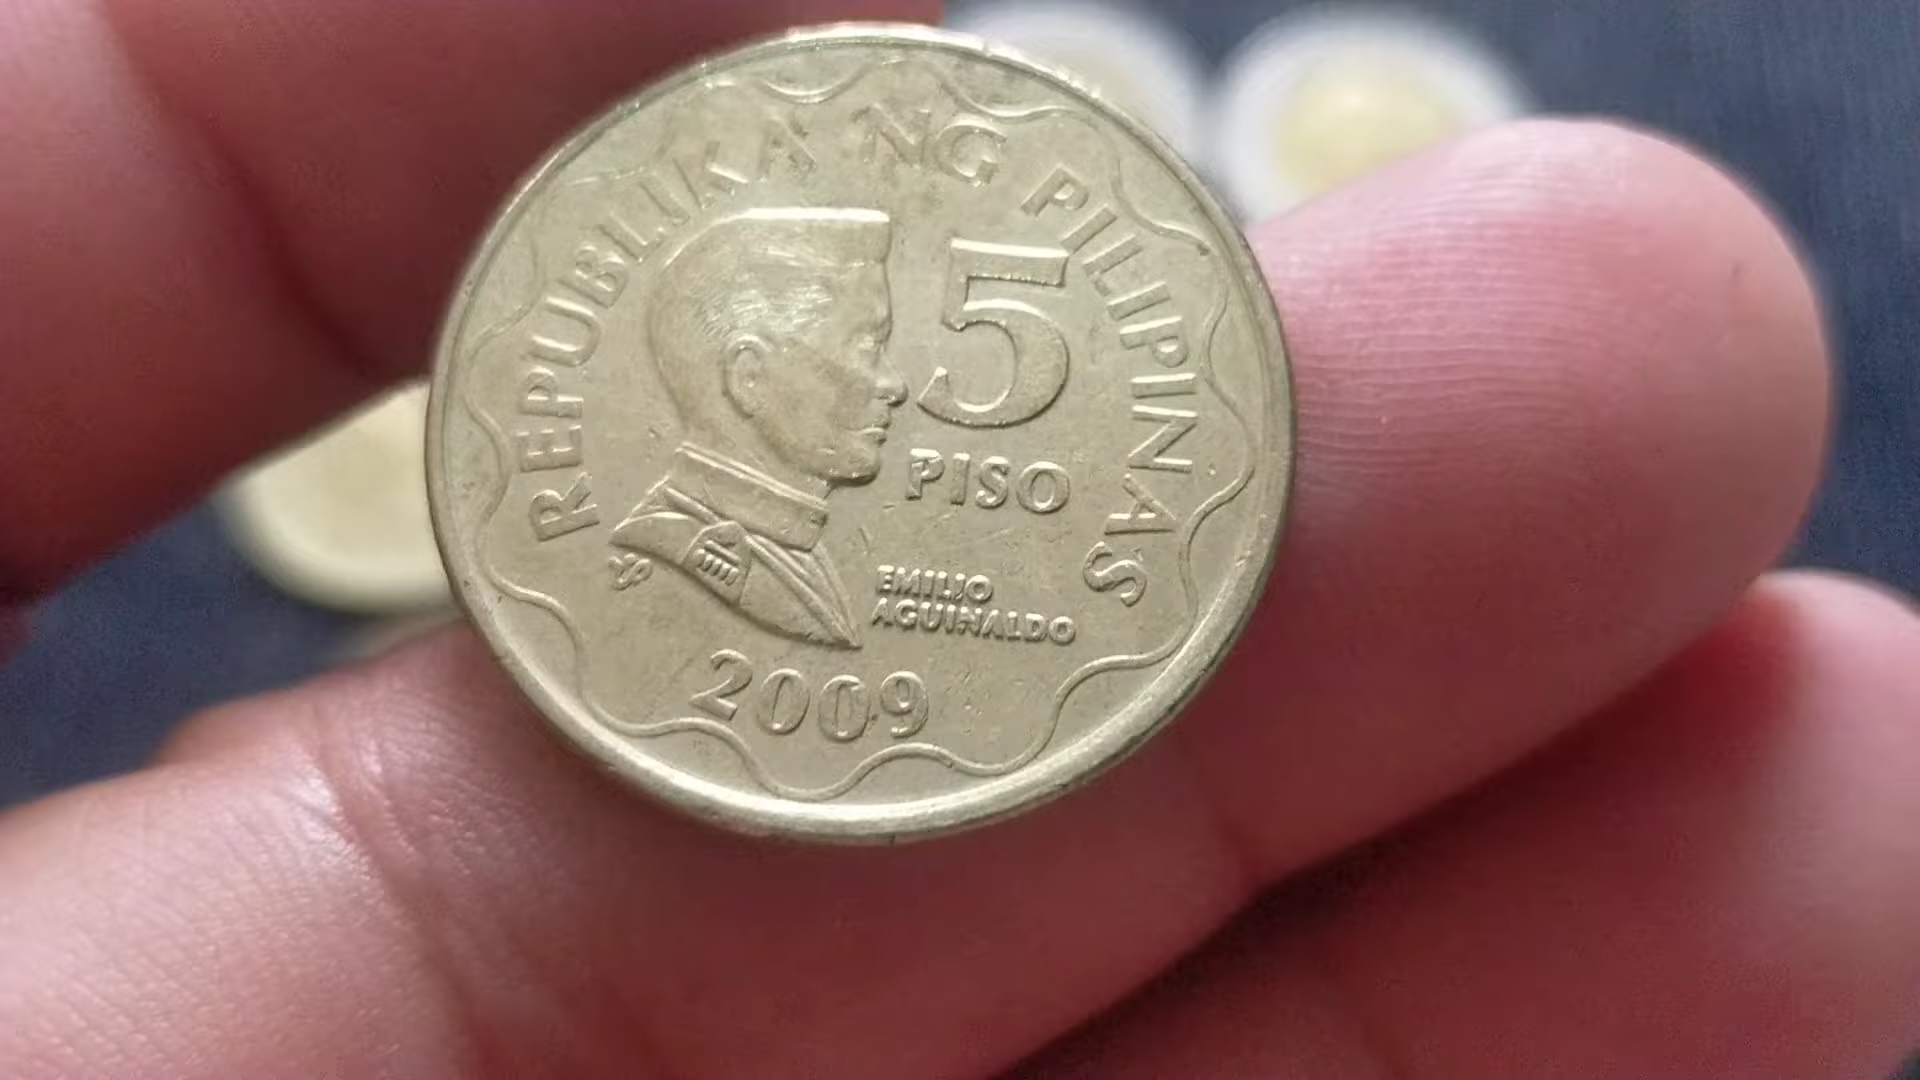 REPUBLIKA NG PILIPINAS
5
PISO
EMILIO
AGUINALDO
2009